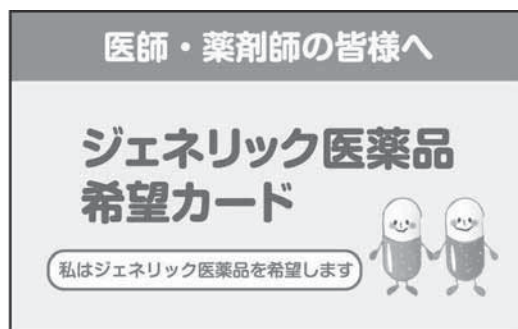 医師・薬剤師の皆様へ
ジェネリック医薬品
希望カード
私はジェネリック医薬品を希望します